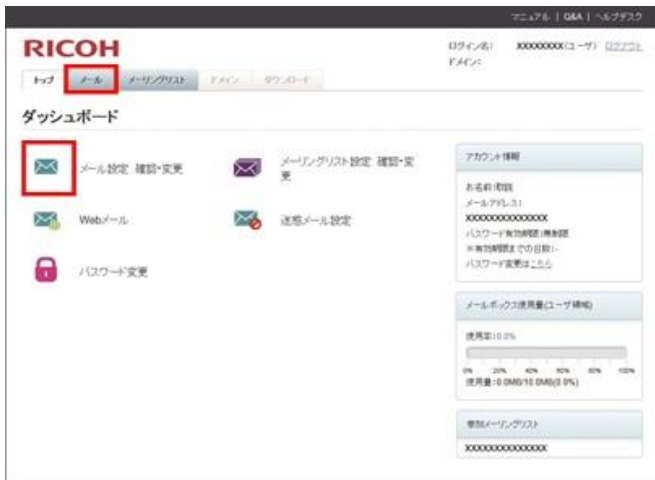 マニュアル | Q&A | ヘルプデスク
RICOH
ログイン名: XXXXXXXX(ユーザ) ログアウト
ドメイン:
トップ メール メーリングリスト ドメイン ダウンロード
ダッシュボード
メール設定 確認・変更
メーリングリスト設定 確認・変
更
Webメール
迷惑メール設定
パスワード変更
アカウント情報
お名前:
メールアドレス:
XXXXXXXXXXXXXX
パスワード有効期限:無制限
※有効期限までの日数:-
パスワード変更はこちら
メールボックス使用量(ユーザ領域)
使用率:0.0%
0% 20% 40% 60% 80% 100%
使用量:0.0MB/10.0MB(0.0%)
参加メーリングリスト
XXXXXXXXXXXXXX